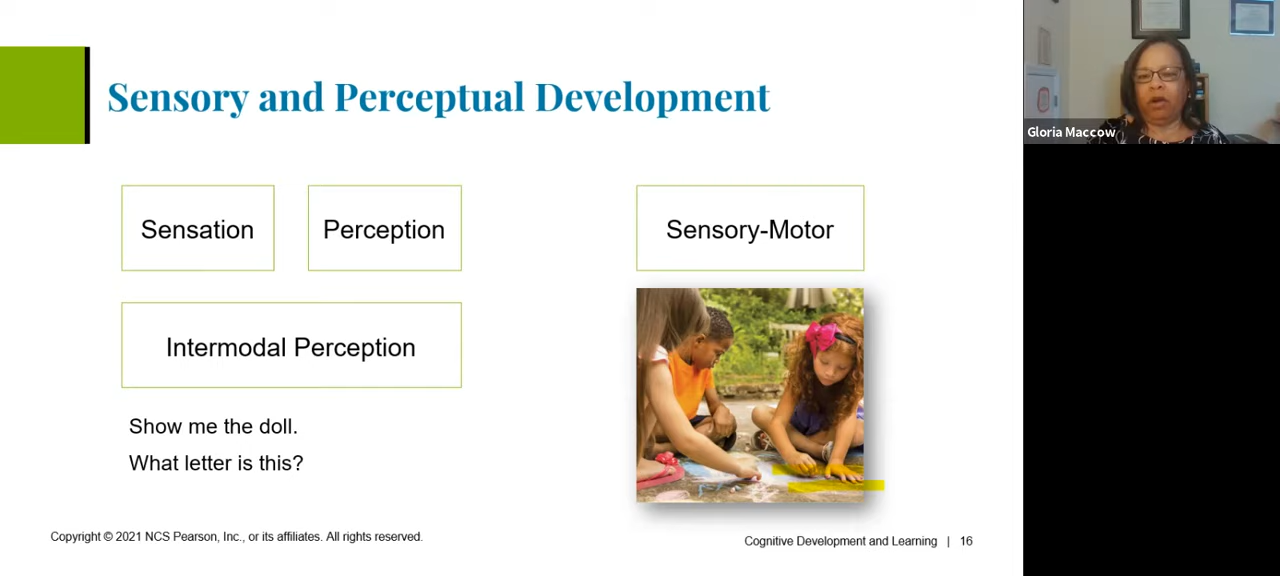 Sensory and Perceptual Development
Gloria Maccow
Sensation
Perception
Sensory-Motor
Intermodal Perception
Show me the doll.
What letter is this?
Copyright © 2021 NCS Pearson, Inc., or its affiliates. All rights reserved.
Cognitive Development and Learning | 16